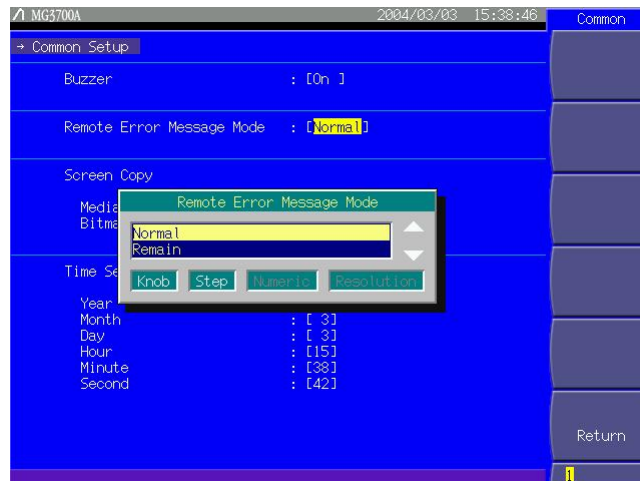 MG3700A 2004/03/03 15:38:46 Common
→ Common Setup
Buzzer : [On ]
Remote Error Message Mode : [Normal]
Screen Copy
Media
Bitma
Remote Error Message Mode
Normal
Remain
Knob Step Numeric Resolution
Time Se
Year
Month : [ 3]
Day : [ 3]
Hour : [15]
Minute : [38]
Second : [42]
Return
1